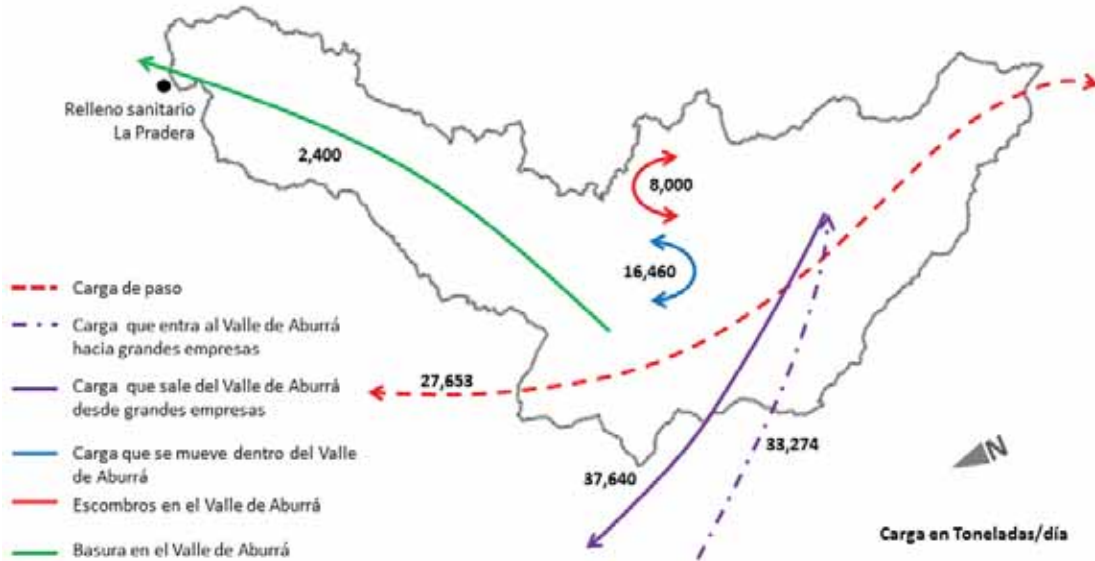 Relleno sanitario
La Pradera
2,400
8,000
16,460
27,653
33,274
37,640
Carga de paso
Carga que entra al Valle de Aburrá
hacia grandes empresas
Carga que sale del Valle de Aburrá
desde grandes empresas
Carga que se mueve dentro del Valle
de Aburrá
Escombros en el Valle de Aburrá
Basura en el Valle de Aburrá
N
Carga en Toneladas/día